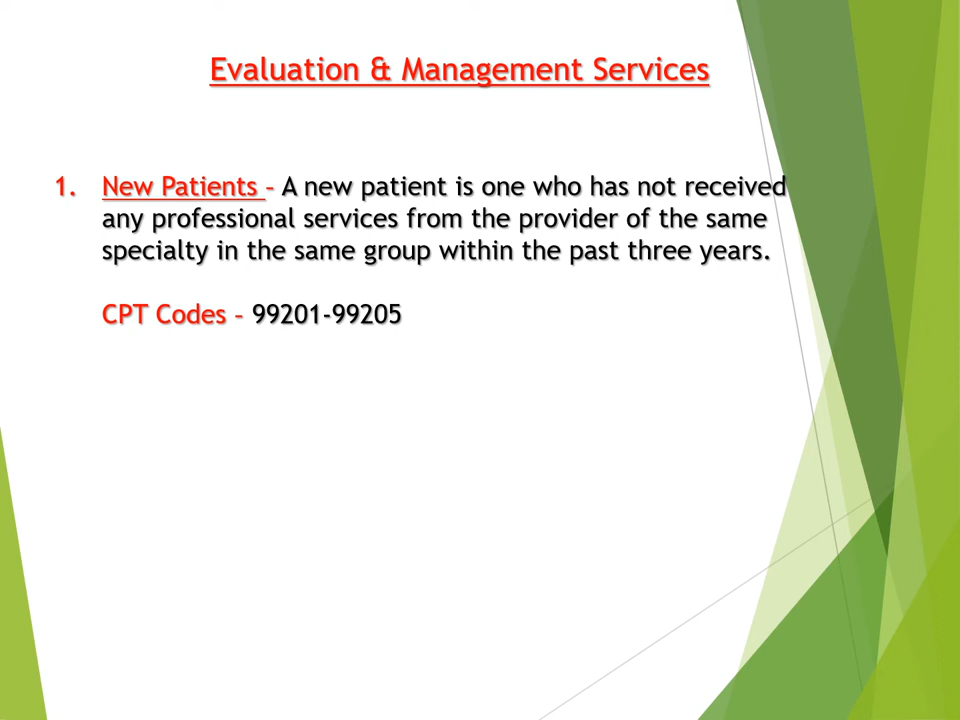 Evaluation & Management Services
1. New Patients – A new patient is one who has not received
any professional services from the provider of the same
specialty in the same group within the past three years.
CPT Codes – 99201-99205